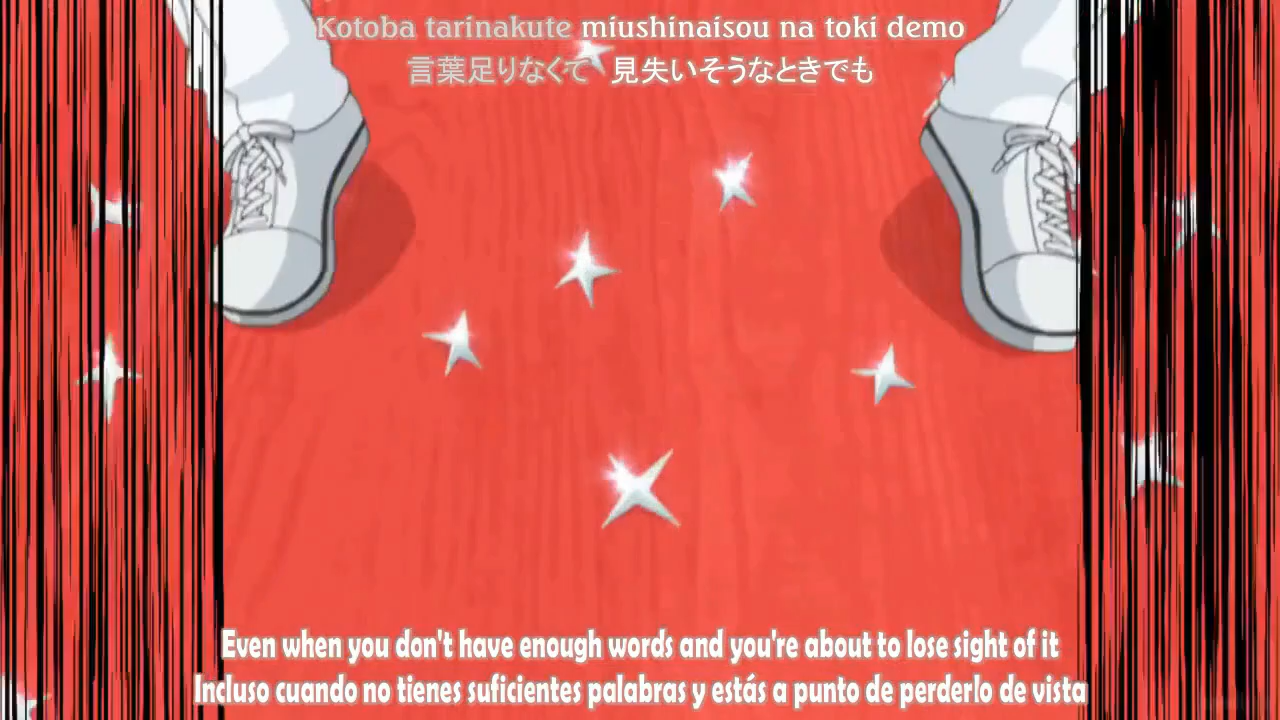 Kotoba tarinakute miushinaisou na toki demo
言葉足りなくて 見失いそうなときでも
Even when you don't have enough words and you're about to lose sight of it
Incluso cuando no tienes suficientes palabras y estás a punto de perderlo de vista